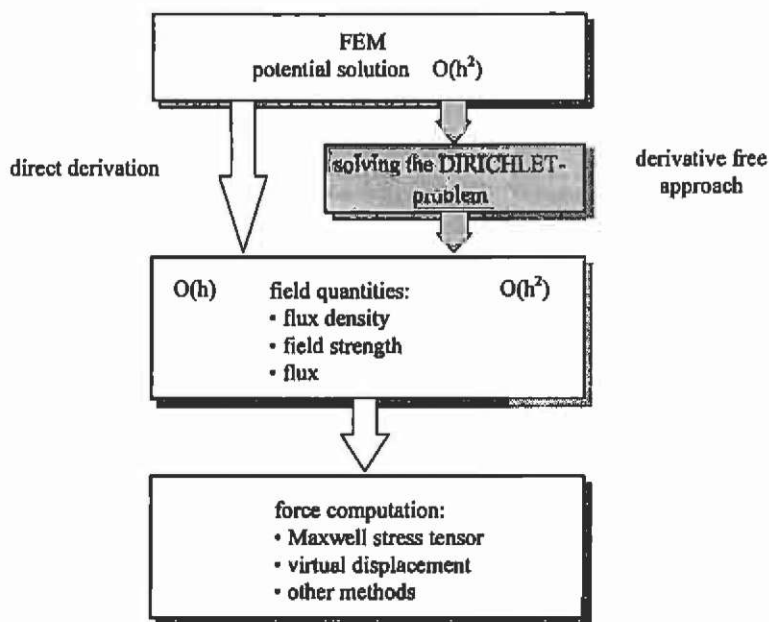 FEM
potential solution O(h²)
direct derivation
solving the DIRICHLET-
problem
derivative free
approach
O(h) field quantities: O(h²)
• flux density
• field strength
• flux
force computation:
• Maxwell stress tensor
• virtual displacement
• other methods